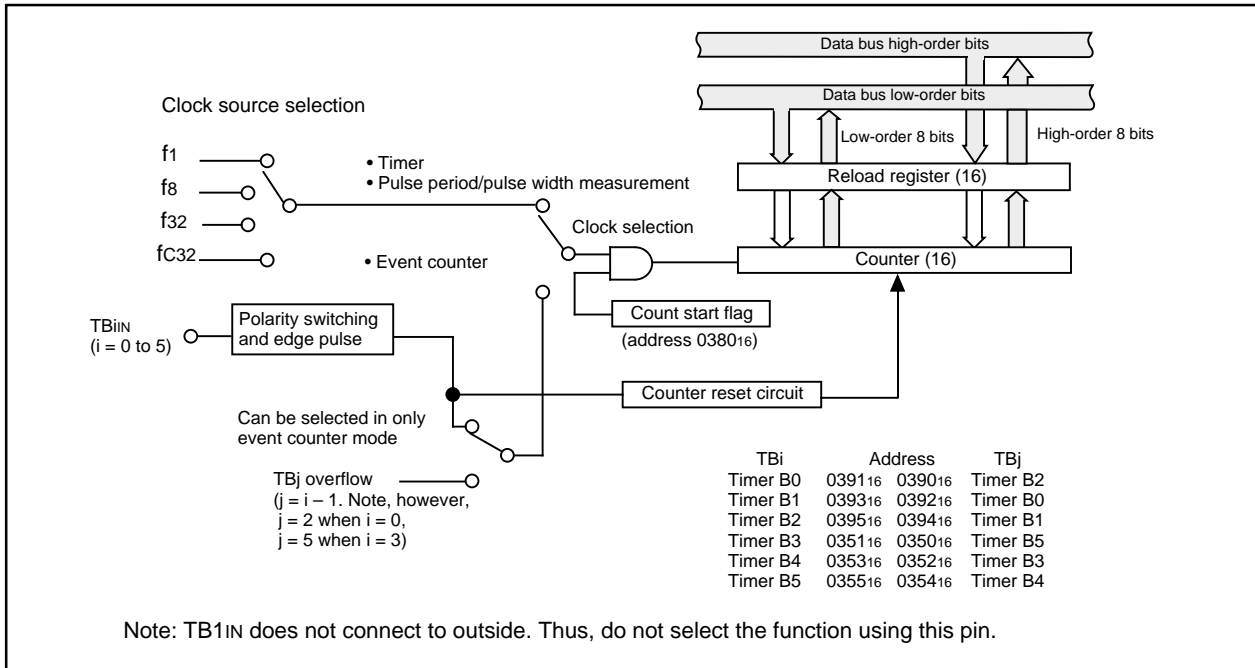 Data bus high-order bits
Data bus low-order bits
Clock source selection
Low-order 8 bits
High-order 8 bits
f1
f8
f32
fC32
• Timer
• Pulse period/pulse width measurement
Reload register (16)
Clock selection
• Event counter
Counter (16)
Count start flag
(address 038016)
TBiIN
(i = 0 to 5)
Polarity switching
and edge pulse
Counter reset circuit
Can be selected in only
event counter mode
TBj overflow
(j = i – 1. Note, however,
j = 2 when i = 0,
j = 5 when i = 3)
TBi Address TBj
Timer B0 039116 039016 Timer B2
Timer B1 039316 039216 Timer B0
Timer B2 039516 039416 Timer B1
Timer B3 035116 035016 Timer B5
Timer B4 035316 035216 Timer B3
Timer B5 035516 035416 Timer B4
Note: TB1IN does not connect to outside. Thus, do not select the function using this pin.